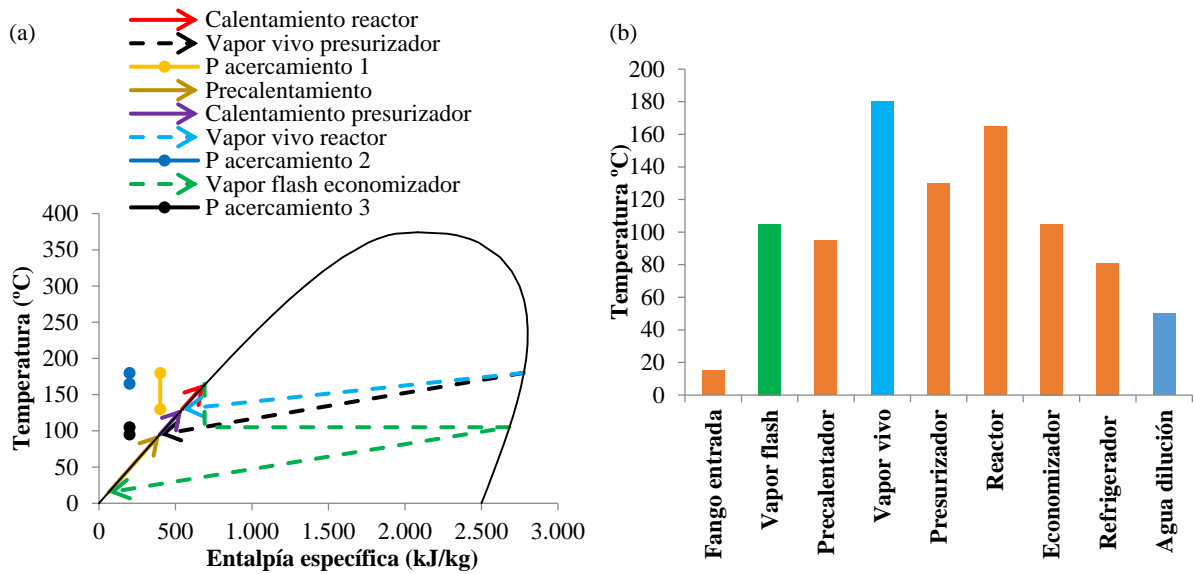 (a)
Calentamiento reactor
Vapor vivo presurizador
P acercamiento 1
Precalentamiento
Calentamiento presurizador
Vapor vivo reactor
P acercamiento 2
Vapor flash economizador
P acercamiento 3
Temperatura (ºC)
400
350
300
250
200
150
100
50
0
0
500
1.000
1.500
2.000
2.500
3.000
Entalpía específica (kJ/kg)
(b)
Temperatura ºC
200
180
160
140
120
100
80
60
40
20
0
Fango entrada
Vapor flash
Precalentador
Vapor vivo
Presurizador
Reactor
Economizador
Refrigerador
Agua dilución